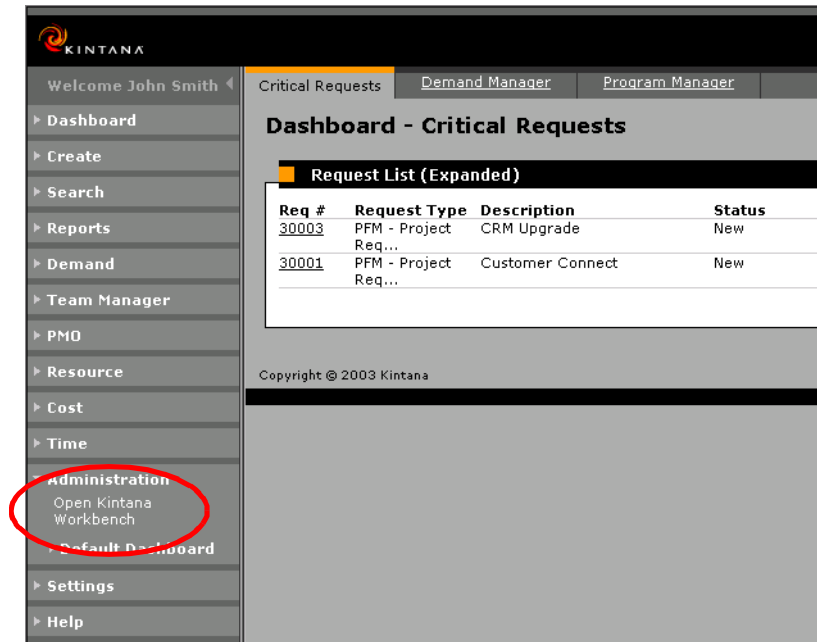 KINTANA
Welcome John Smith
Dashboard
Create
Search
Reports
Demand
Team Manager
PMO
Resource
Cost
Time
Administration
Open Kintana
Workbench
Default Dashboard
Settings
Help
Critical Requests Demand Manager Program Manager
Dashboard - Critical Requests
Request List (Expanded)
Req # Request Type Description Status
30003 PFM - Project CRM Upgrade New
Req...
30001 PFM - Project Customer Connect New
Req...
Copyright © 2003 Kintana